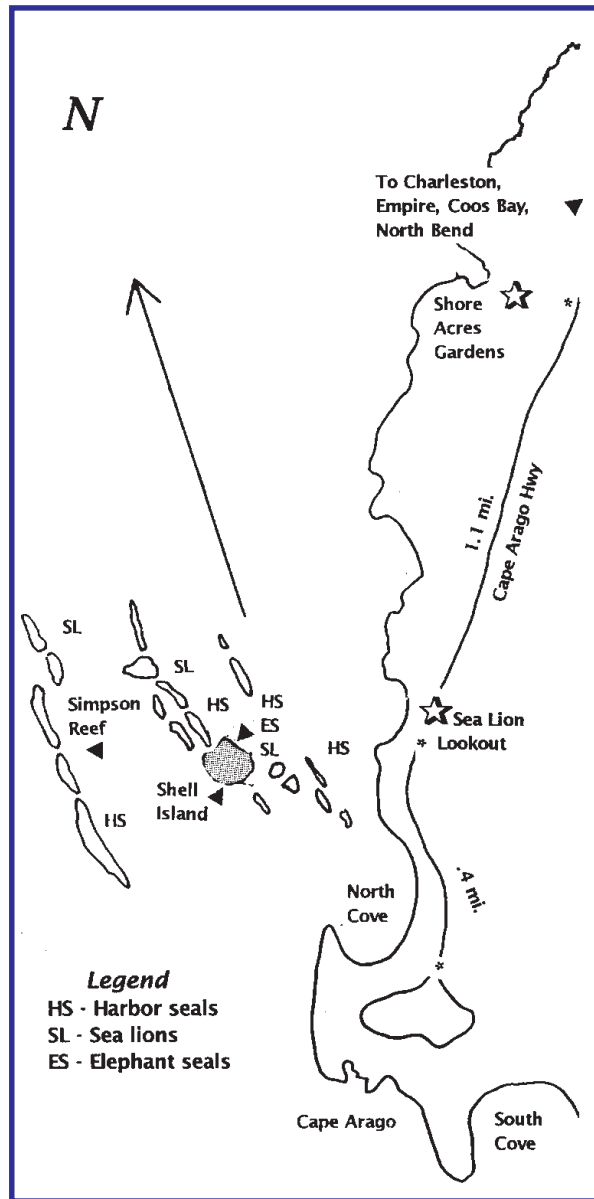 N
To Charleston,
Empire, Coos Bay,
North Bend
Shore
Acres
Gardens
*
1.1 mi.
Cape Arago Hwy
SL
SL
Simpson
Reef
HS
HS
ES
SL
HS
Sea Lion
* Lookout
Shell
Island
HS
.4 mi.
North
Cove
*
Legend
HS - Harbor seals
SL - Sea lions
ES - Elephant seals
Cape Arago
South
Cove